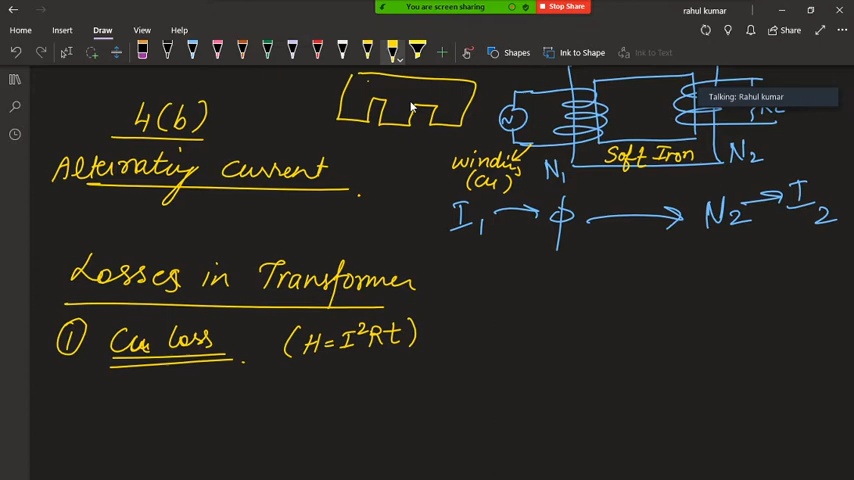 You are screen sharing
Stop Share
rahul kumar
Home
Insert
Draw
View
Help
Share
Shapes
Ink to Shape
Ink to Text
Talking: Rahul kumar
4(b)
Alternating Current
N
winding
(Cu)
N1
Soft Iron
N2
I1 → ϕ → N2 → I2
Losses in Transformer
① Cu loss (H=I²Rt)